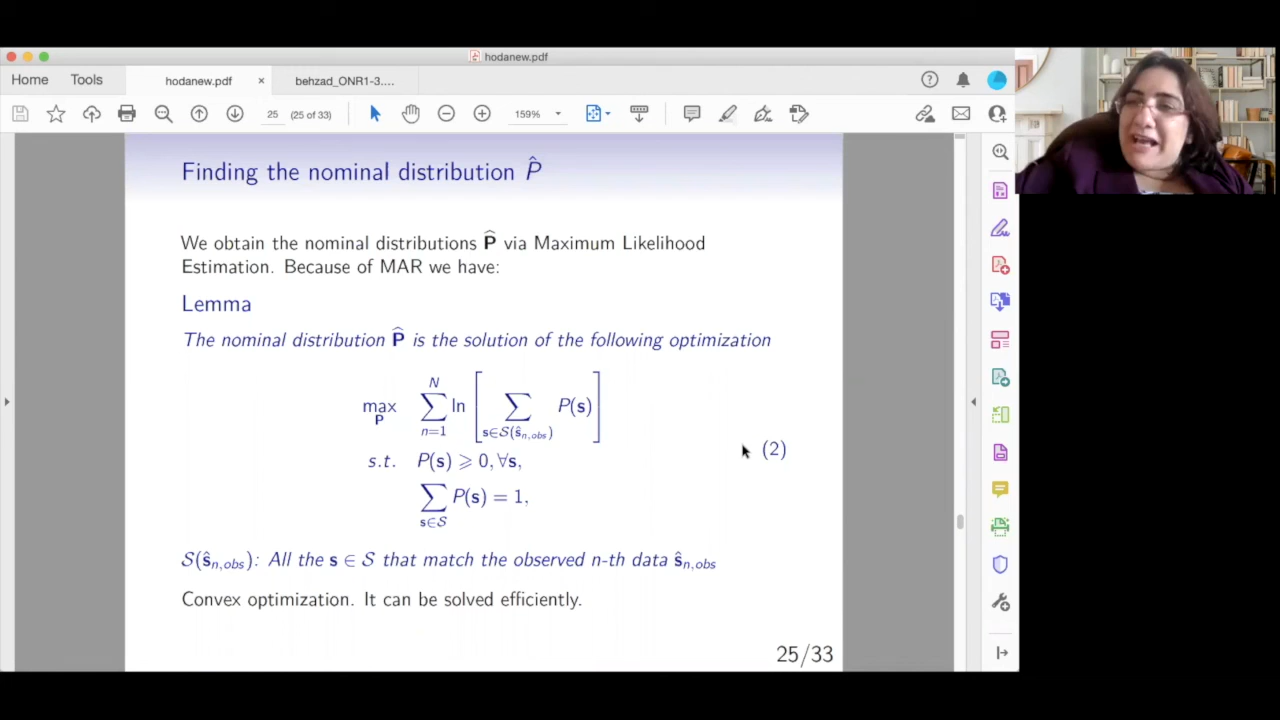 hodanew.pdf
Home Tools hodanew.pdf × behzad_ONR1-3....
25 (25 of 33) 159%
Finding the nominal distribution P̂
We obtain the nominal distributions P̂ via Maximum Likelihood
Estimation. Because of MAR we have:
Lemma
The nominal distribution P̂ is the solution of the following optimization
max_P ∑_{n=1}^{N} ln [ ∑_{s∈𝒮(ŝ_{n,obs})} P(s) ]
s.t. P(s) ⩾ 0, ∀s,
(2)
∑_{s∈𝒮} P(s) = 1,
𝒮(ŝ_{n,obs}): All the s ∈ 𝒮 that match the observed n-th data ŝ_{n,obs}
Convex optimization. It can be solved efficiently.
25/33